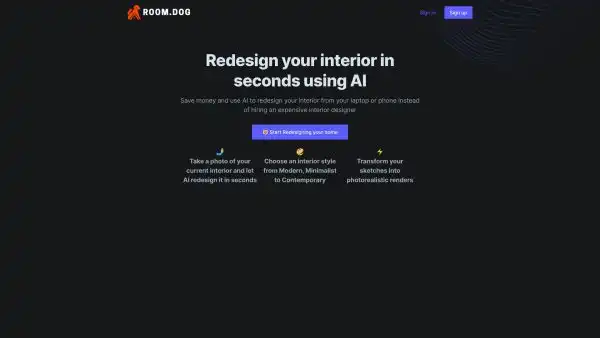 ROOM.DOG
Sign in
Sign up
Redesign your interior in
seconds using AI
Save money and use AI to redesign your interior from your laptop or phone instead
of hiring an expensive interior designer
Start Redesigning your home
Take a photo of your
current interior and let
AI redesign it in seconds
Choose an interior style
from Modern, Minimalist
to Contemporary
Transform your
sketches into
photorealistic renders